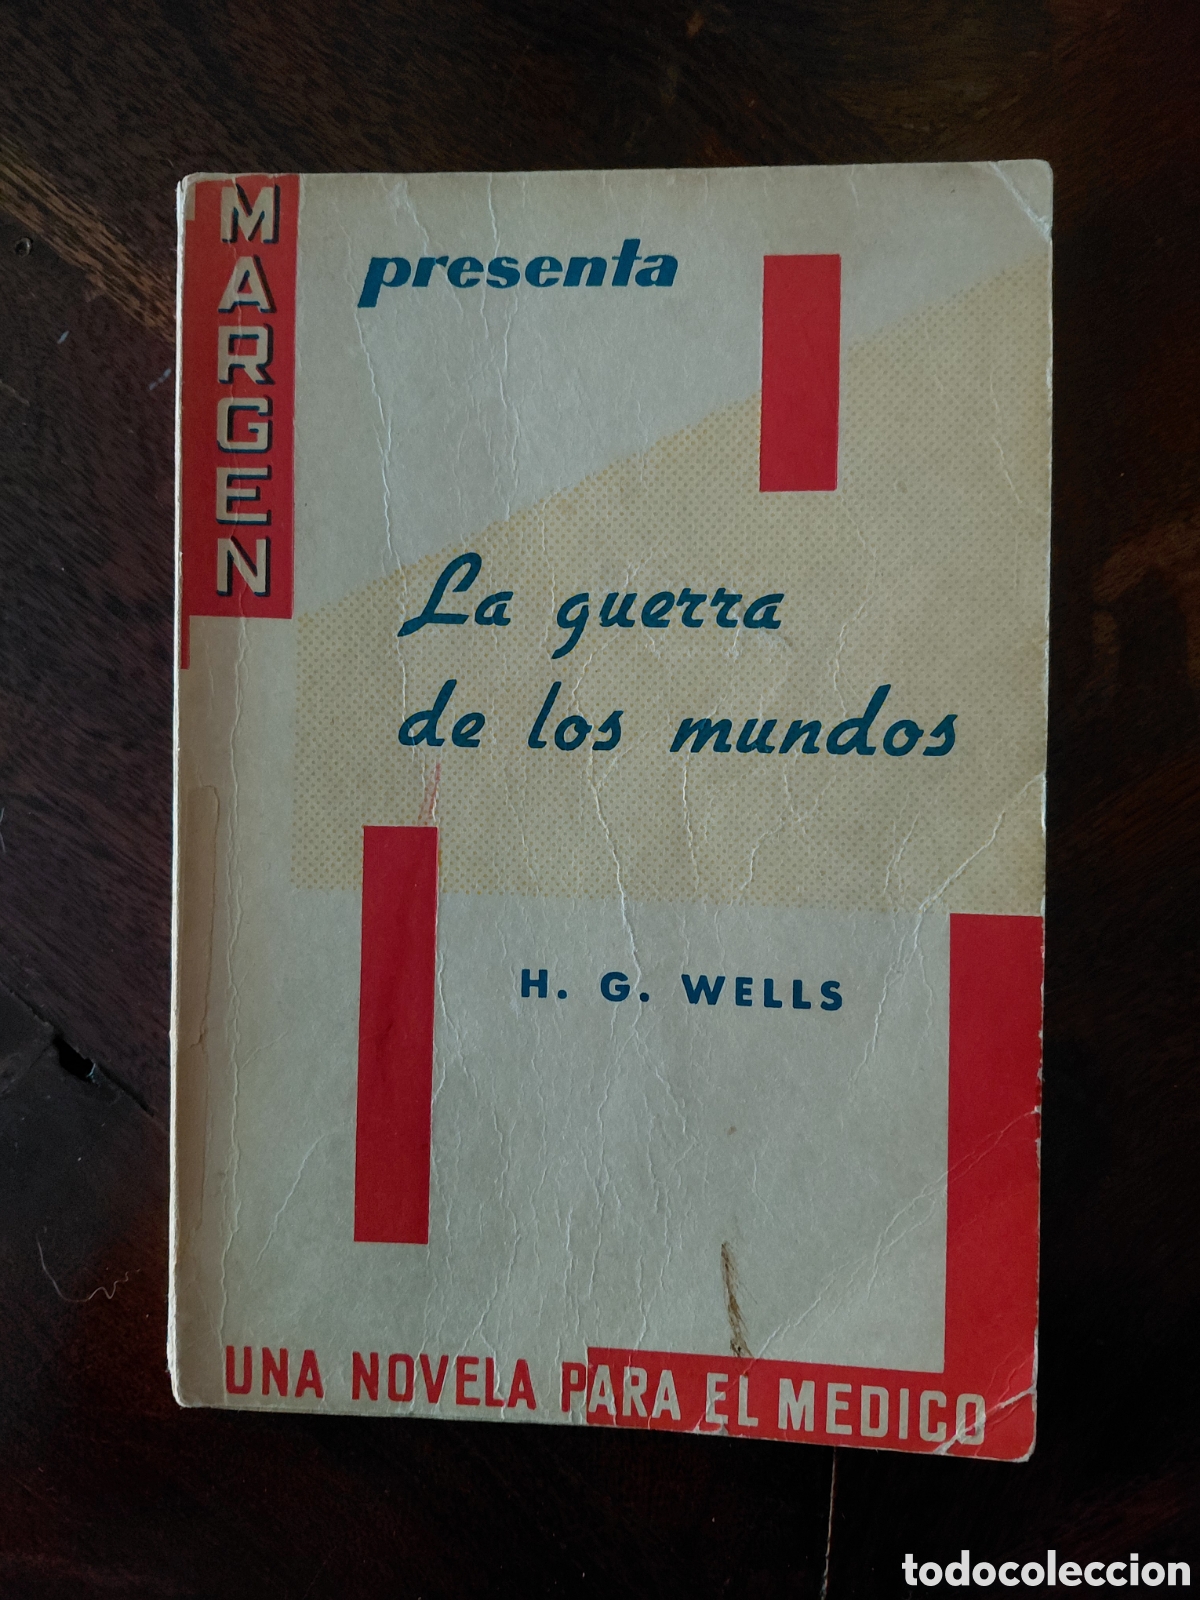 MARGEN
presenta
La guerra
de los mundos
H. G. WELLS
UNA NOVELA PARA EL MEDICO
todocoleccion